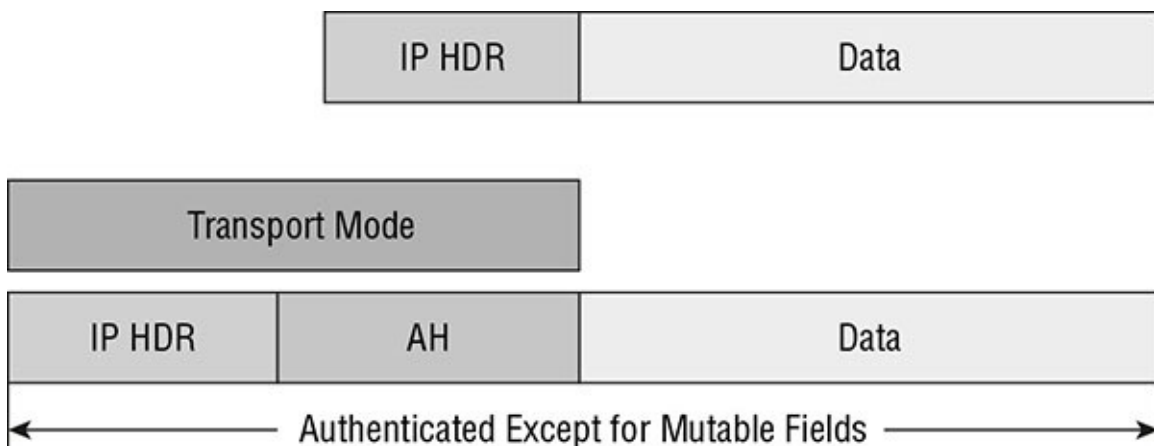 IP HDR
Data
Transport Mode
IP HDR
AH
Data
Authenticated Except for Mutable Fields